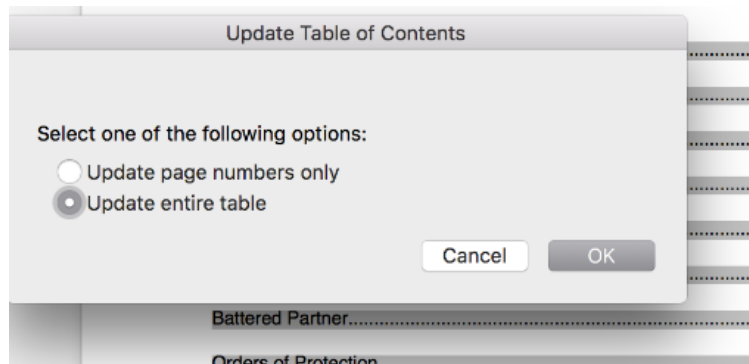 Update Table of Contents
Select one of the following options:
Update page numbers only
Update entire table
Cancel OK
Battered Partner
Orders of Protection